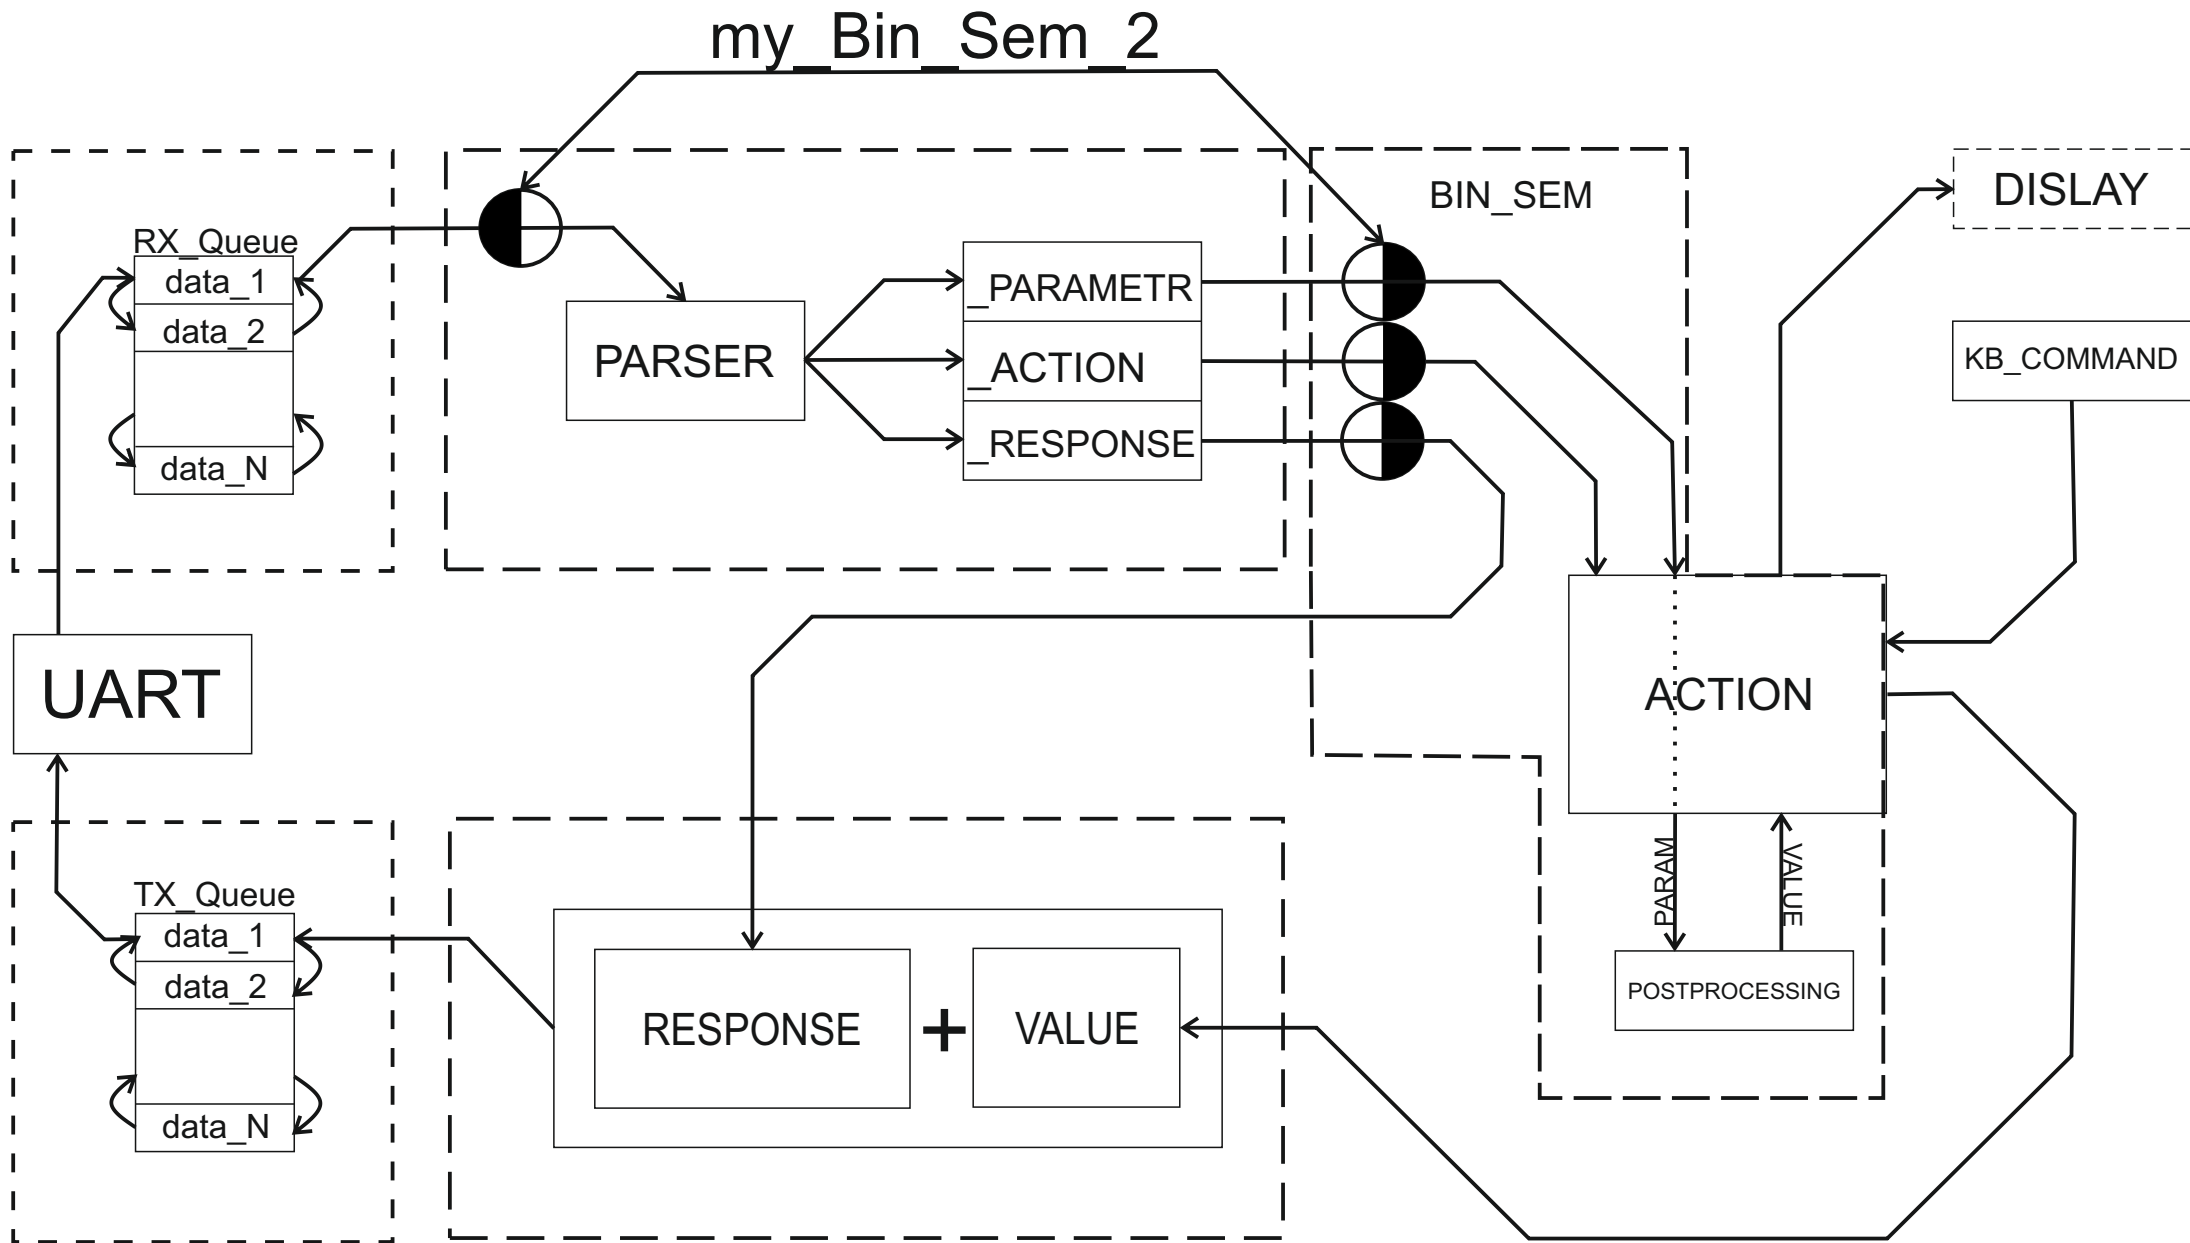 my_Bin_Sem_2
BIN_SEM
DISLAY
RX_Queue
data_1
data_2
data_N
PARSER
_PARAMETR
_ACTION
_RESPONSE
KB_COMMAND
UART
ACTION
PARAM
VALUE
POSTPROCESSING
TX_Queue
data_1
data_2
data_N
RESPONSE
+
VALUE